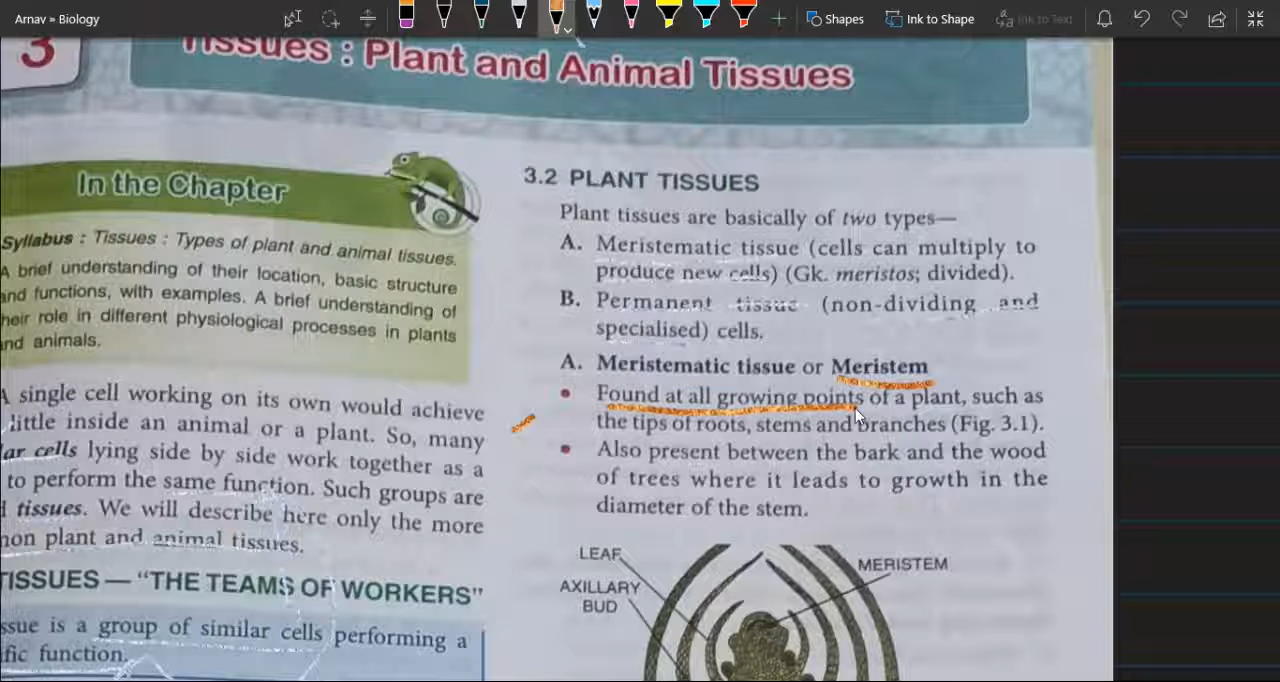 Arnav » Biology
Shapes
Ink to Shape
Ink to Text
3
Tissues : Plant and Animal Tissues
In the Chapter
Syllabus : Tissues : Types of plant and animal tissues.
A brief understanding of their location, basic structure
and functions, with examples. A brief understanding of
heir role in different physiological processes in plants
nd animals.
A single cell working on its own would achieve
little inside an animal or a plant. So, many
ar cells lying side by side work together as a
to perform the same function. Such groups are
tissues. We will describe here only the more
non plant and animal tissues.
TISSUES — "THE TEAMS OF WORKERS"
ssue is a group of similar cells performing a
fic function.
3.2 PLANT TISSUES
Plant tissues are basically of two types—
A. Meristematic tissue (cells can multiply to
produce new cells) (Gk. meristos; divided).
B. Permanent tissue (non-dividing and
specialised) cells.
A. Meristematic tissue or Meristem
• Found at all growing points of a plant, such as
the tips of roots, stems and branches (Fig. 3.1).
• Also present between the bark and the wood
of trees where it leads to growth in the
diameter of the stem.
LEAF
MERISTEM
AXILLARY
BUD